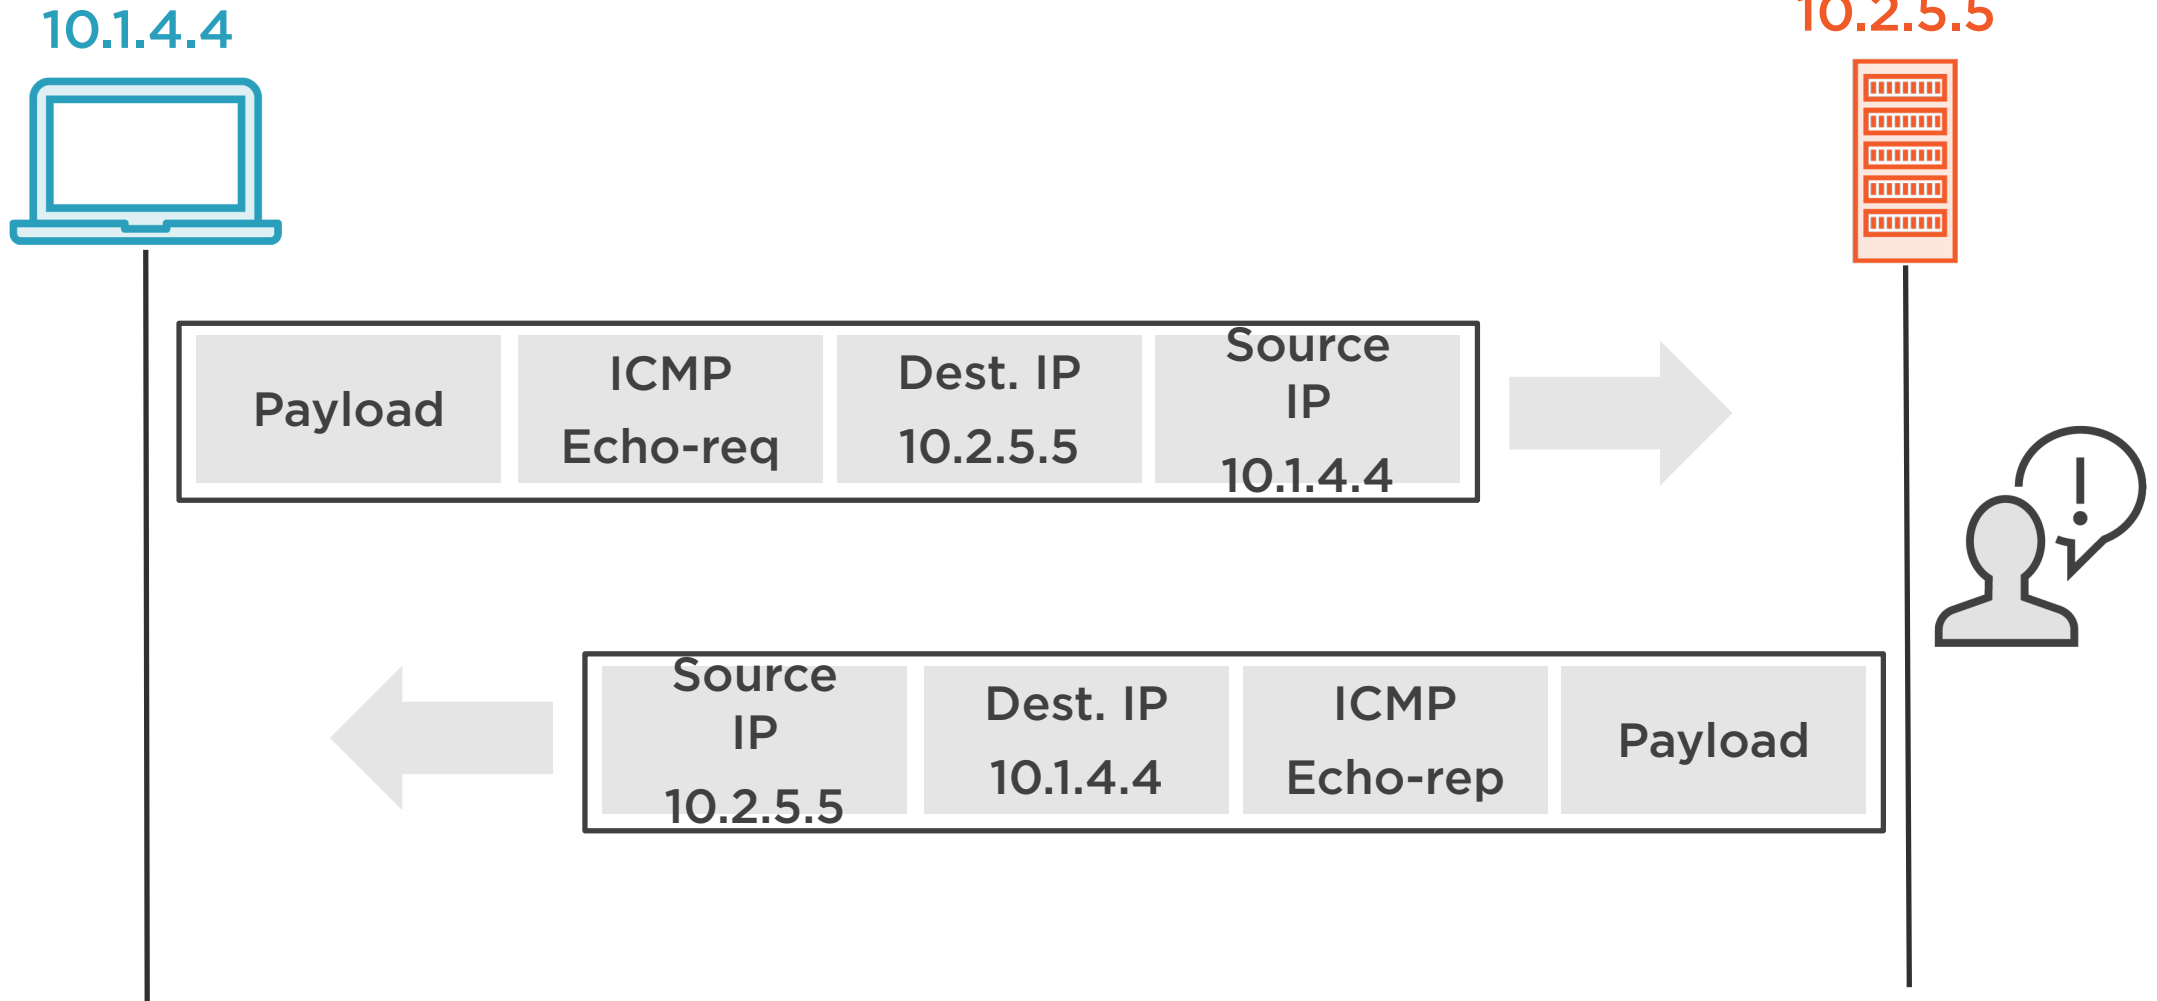 10.1.4.4
10.2.5.5
Payload
ICMP
Echo-req
Dest. IP
10.2.5.5
Source
IP
10.1.4.4
!
Source
IP
10.2.5.5
Dest. IP
10.1.4.4
ICMP
Echo-rep
Payload